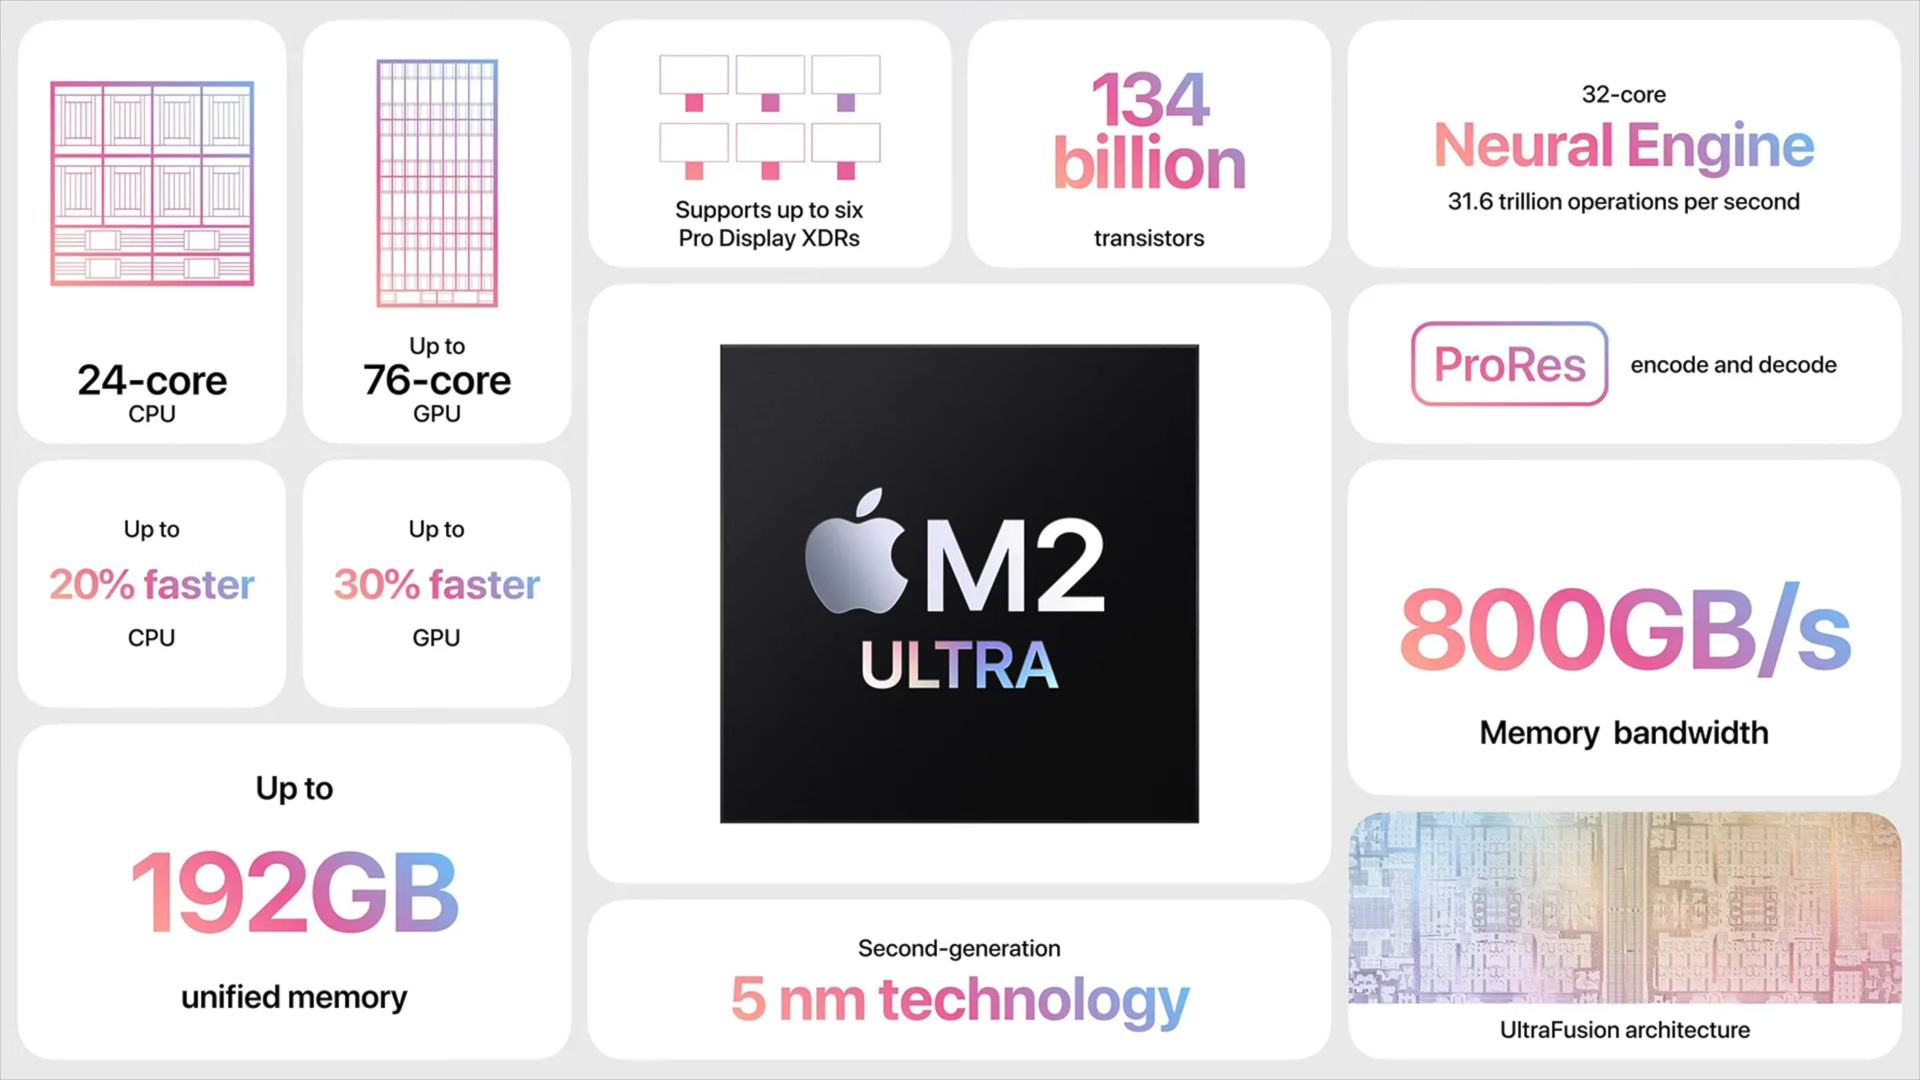 24-core
CPU
Up to
76-core
GPU
Supports up to six
Pro Display XDRs
134
billion
transistors
32-core
Neural Engine
31.6 trillion operations per second
ProRes
encode and decode
Up to
20% faster
CPU
Up to
30% faster
GPU
M2
ULTRA
800GB/s
Memory bandwidth
Up to
192GB
unified memory
Second-generation
5 nm technology
UltraFusion architecture